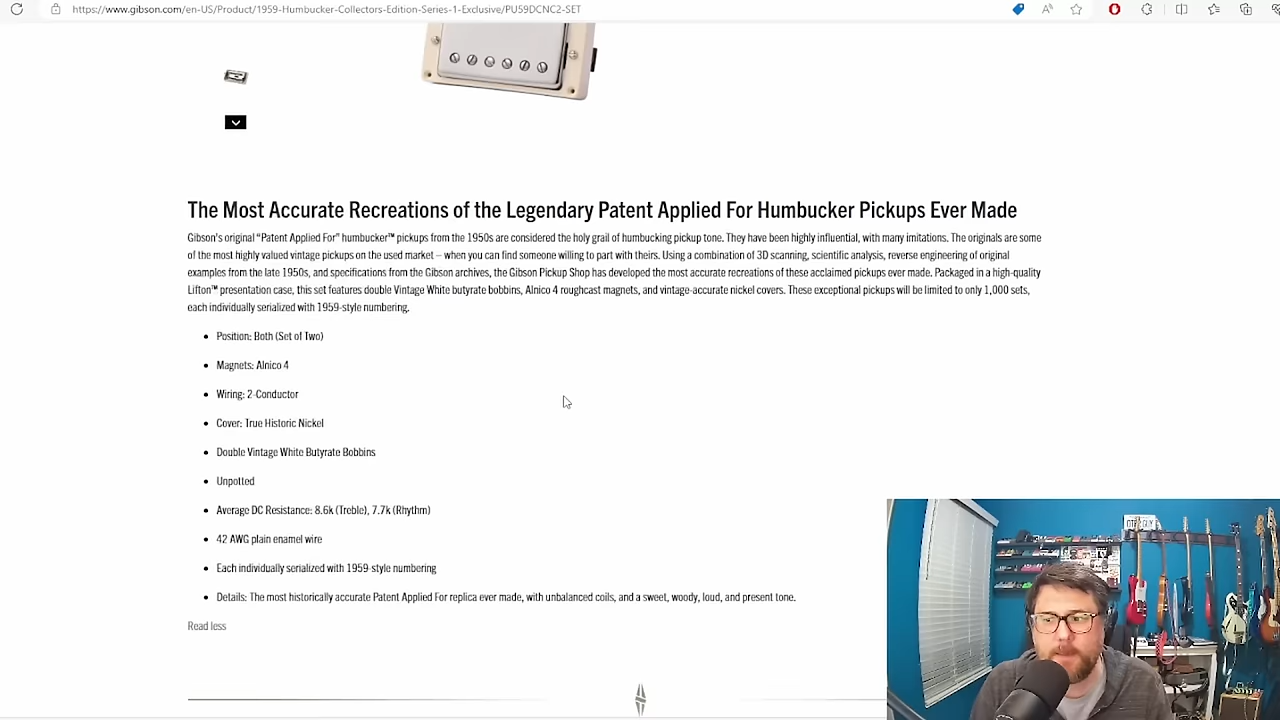 https://www.gibson.com/en-US/Product/1959-Humbucker-Collectors-Edition-Series-1-Exclusive/PU59DCNC2-SET
The Most Accurate Recreations of the Legendary Patent Applied For Humbucker Pickups Ever Made
Gibson's original “Patent Applied For” humbucker™ pickups from the 1950s are considered the holy grail of humbucking pickup tone. They have been highly influential, with many imitations. The originals are some
of the most highly valued vintage pickups on the used market – when you can find someone willing to part with theirs. Using a combination of 3D scanning, scientific analysis, reverse engineering of original
examples from the late 1950s, and specifications from the Gibson archives, the Gibson Pickup Shop has developed the most accurate recreations of these acclaimed pickups ever made. Packaged in a high-quality
Lifton™ presentation case, this set features double Vintage White butyrate bobbins, Alnico 4 roughcast magnets, and vintage-accurate nickel covers. These exceptional pickups will be limited to only 1,000 sets,
each individually serialized with 1959-style numbering.
• Position: Both (Set of Two)
• Magnets: Alnico 4
• Wiring: 2-Conductor
• Cover: True Historic Nickel
• Double Vintage White Butyrate Bobbins
• Unpotted
• Average DC Resistance: 8.6k (Treble), 7.7k (Rhythm)
• 42 AWG plain enamel wire
• Each individually serialized with 1959-style numbering
• Details: The most historically accurate Patent Applied For replica ever made, with unbalanced coils, and a sweet, woody, loud, and present tone.
Read less